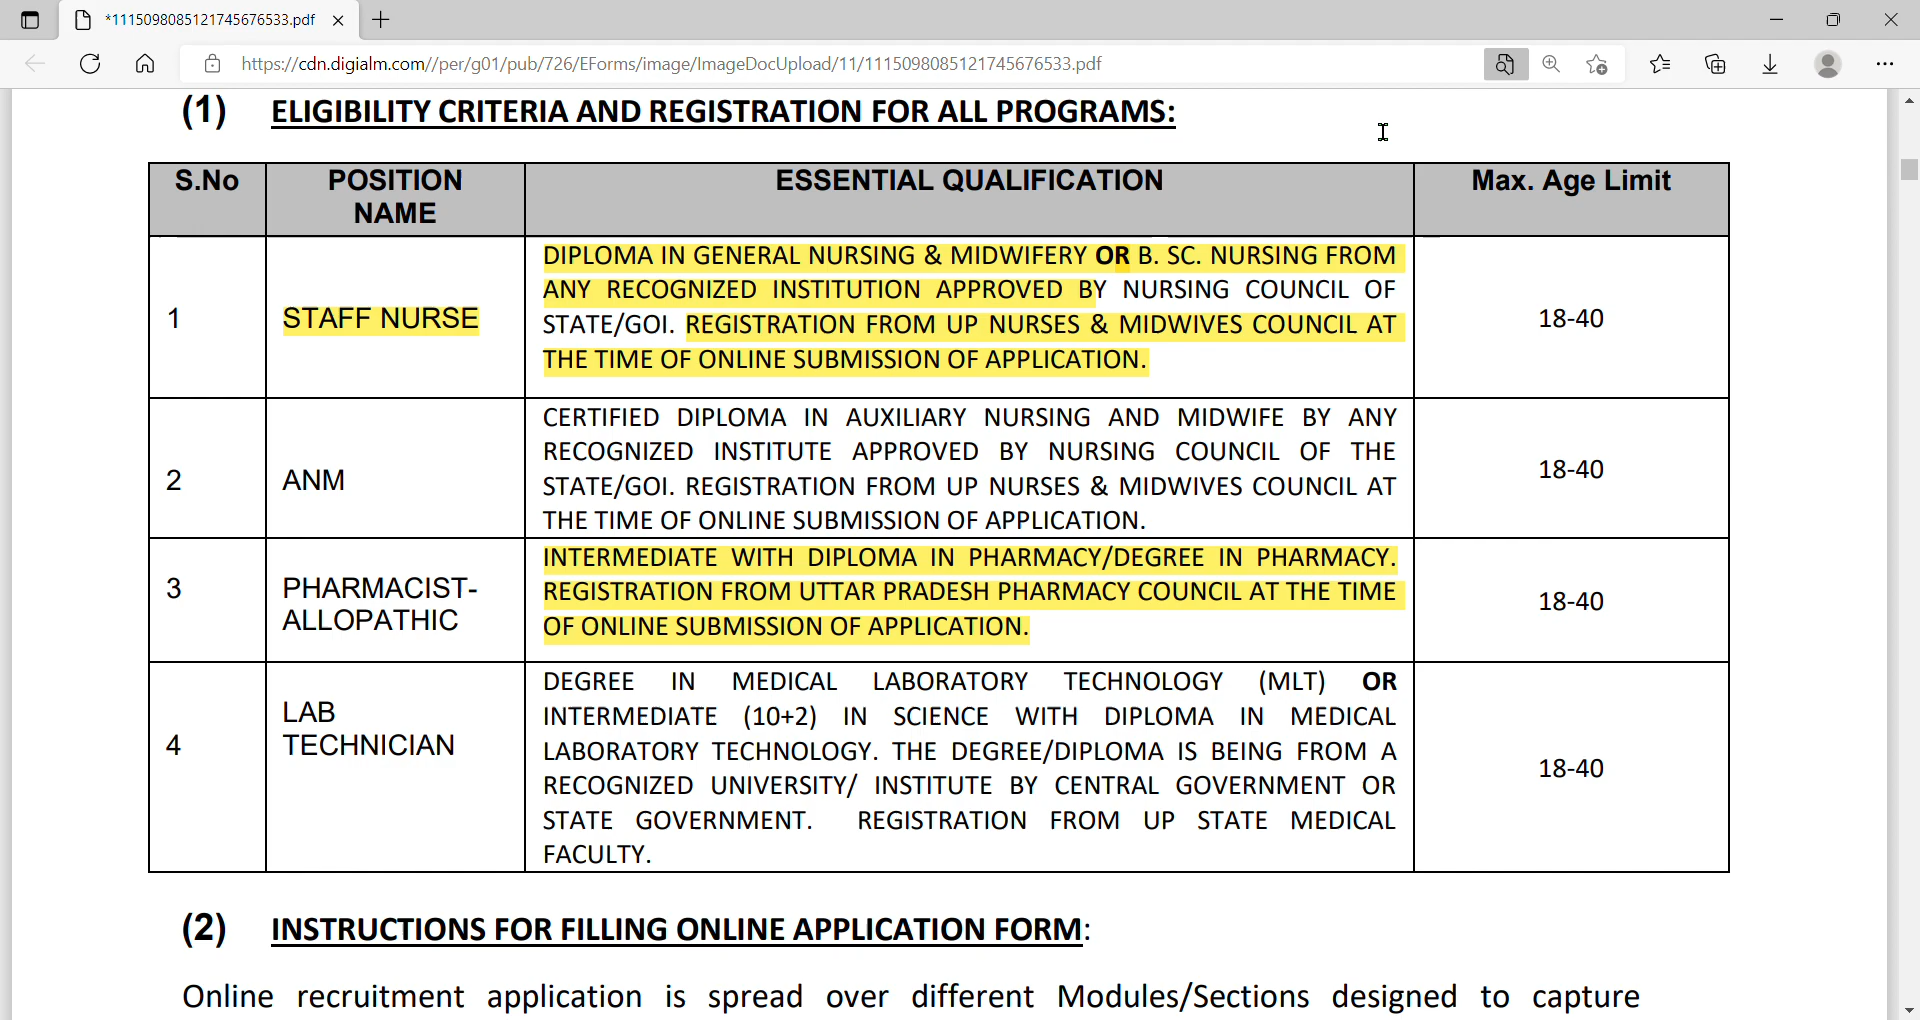 *1115098085121745676533.pdf
https://cdn.digialm.com//per/g01/pub/726/EForms/image/ImageDocUpload/11/1115098085121745676533.pdf
(1) ELIGIBILITY CRITERIA AND REGISTRATION FOR ALL PROGRAMS:
S.No POSITION NAME ESSENTIAL QUALIFICATION Max. Age Limit
1
STAFF NURSE
DIPLOMA IN GENERAL NURSING & MIDWIFERY OR B. SC. NURSING FROM
ANY RECOGNIZED INSTITUTION APPROVED BY NURSING COUNCIL OF
STATE/GOI. REGISTRATION FROM UP NURSES & MIDWIVES COUNCIL AT
THE TIME OF ONLINE SUBMISSION OF APPLICATION.
18-40
2
ANM
CERTIFIED DIPLOMA IN AUXILIARY NURSING AND MIDWIFE BY ANY
RECOGNIZED INSTITUTE APPROVED BY NURSING COUNCIL OF THE
STATE/GOI. REGISTRATION FROM UP NURSES & MIDWIVES COUNCIL AT
THE TIME OF ONLINE SUBMISSION OF APPLICATION.
18-40
3
PHARMACIST-
ALLOPATHIC
INTERMEDIATE WITH DIPLOMA IN PHARMACY/DEGREE IN PHARMACY.
REGISTRATION FROM UTTAR PRADESH PHARMACY COUNCIL AT THE TIME
OF ONLINE SUBMISSION OF APPLICATION.
18-40
4
LAB
TECHNICIAN
DEGREE IN MEDICAL LABORATORY TECHNOLOGY (MLT) OR
INTERMEDIATE (10+2) IN SCIENCE WITH DIPLOMA IN MEDICAL
LABORATORY TECHNOLOGY. THE DEGREE/DIPLOMA IS BEING FROM A
RECOGNIZED UNIVERSITY/ INSTITUTE BY CENTRAL GOVERNMENT OR
STATE GOVERNMENT. REGISTRATION FROM UP STATE MEDICAL
FACULTY.
18-40
(2) INSTRUCTIONS FOR FILLING ONLINE APPLICATION FORM:
Online recruitment application is spread over different Modules/Sections designed to capture